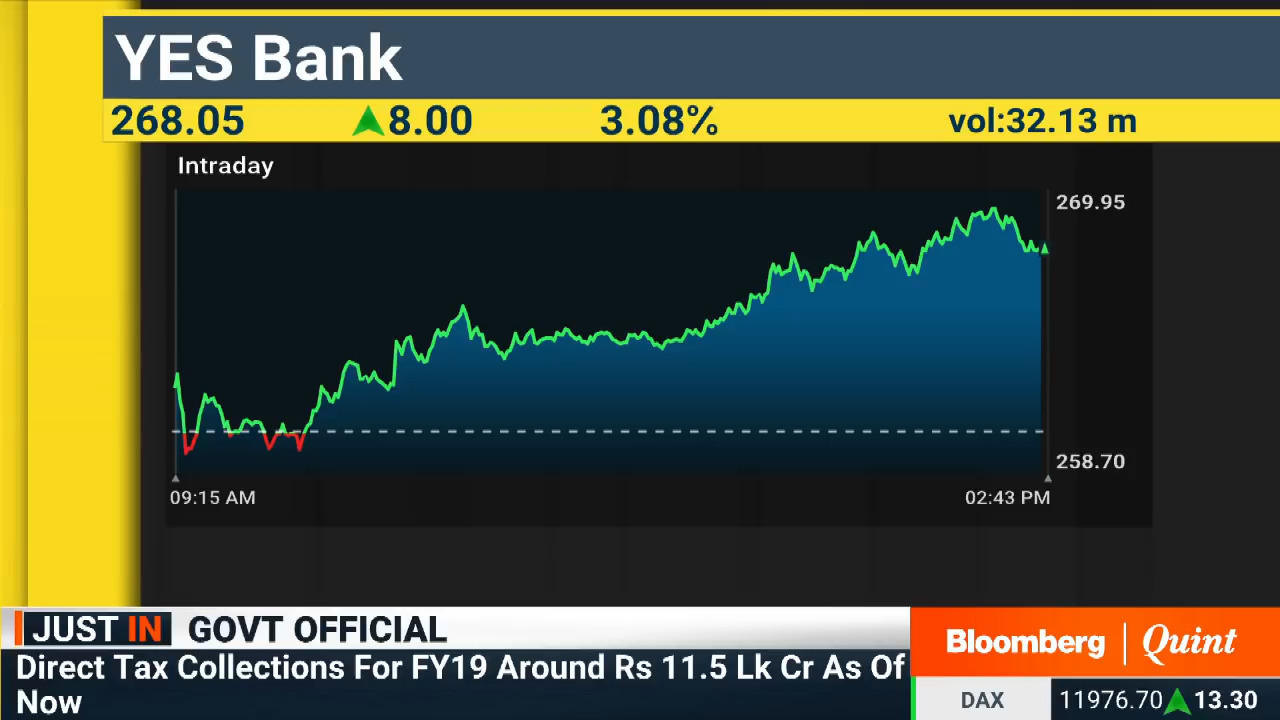 YES Bank
268.05 8.00 3.08% vol:32.13 m
Intraday
269.95
258.70
09:15 AM 02:43 PM
JUST IN GOVT OFFICIAL
Direct Tax Collections For FY19 Around Rs 11.5 Lk Cr As Of
Now
Bloomberg | Quint
DAX 11976.70 13.30